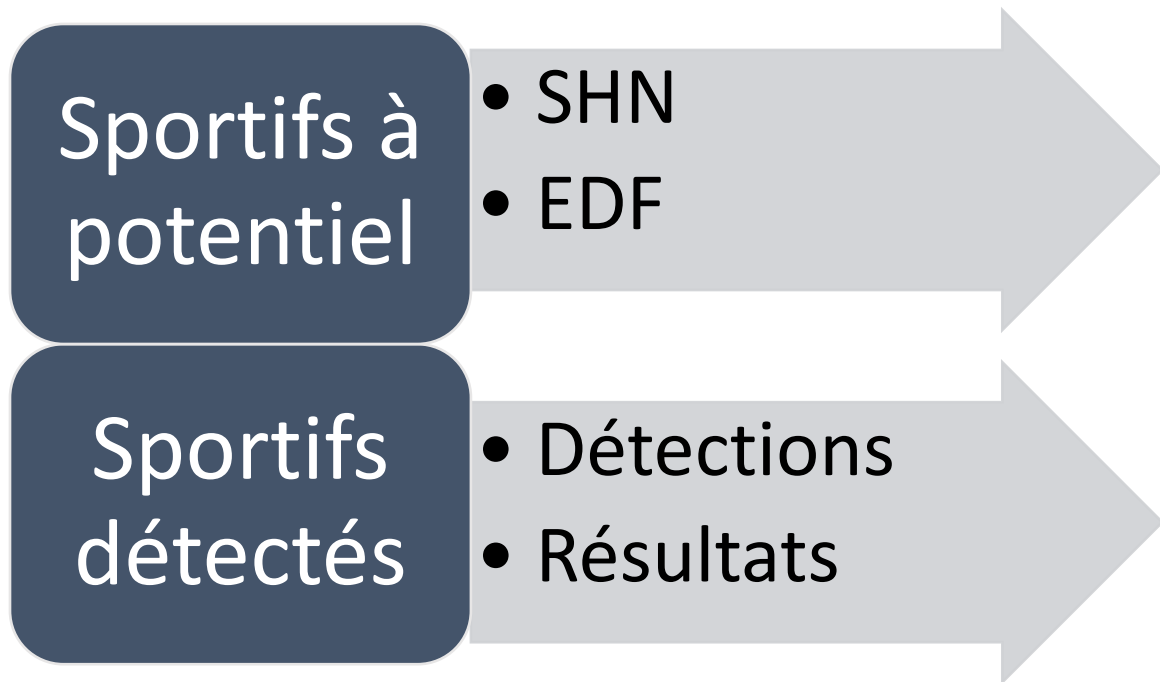 Sportifs à
potentiel
• SHN
• EDF
Sportifs
détectés
• Détections
• Résultats